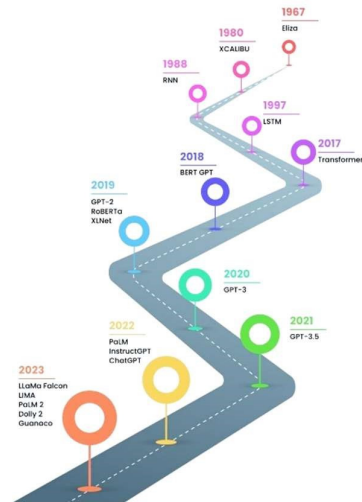 1967
Eliza
1980
XCALIBU
1988
RNN
1997
LSTM
2017
Transformer
2018
BERT GPT
2019
GPT-2
RoBERTa
XLNet
2020
GPT-3
2021
GPT-3.5
2022
PaLM
InstructGPT
ChatGPT
2023
LLaMa Falcon
UMA
PaLM 2
Dolly 2
Guanaco